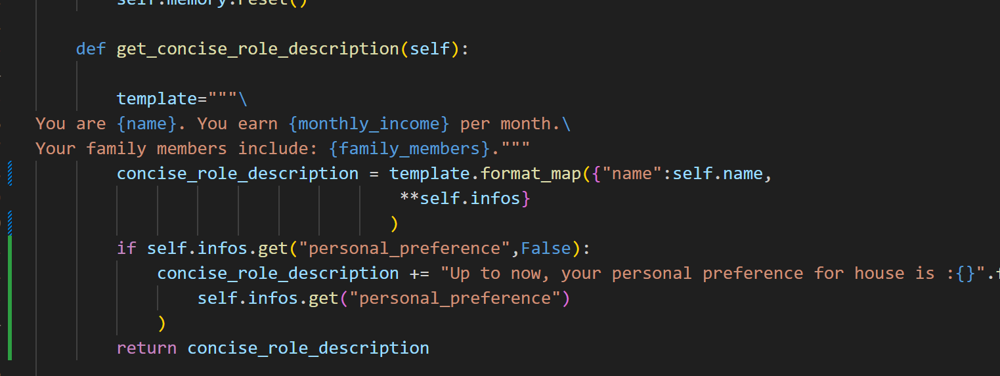 self.memory.reset()
def get_concise_role_description(self):
template="""\
You are {name}. You earn {monthly_income} per month.\
Your family members include: {family_members}."""
concise_role_description = template.format_map({"name":self.name,
**self.infos}
)
if self.infos.get("personal_preference",False):
concise_role_description += "Up to now, your personal preference for house is :{}".
self.infos.get("personal_preference")
)
return concise_role_description